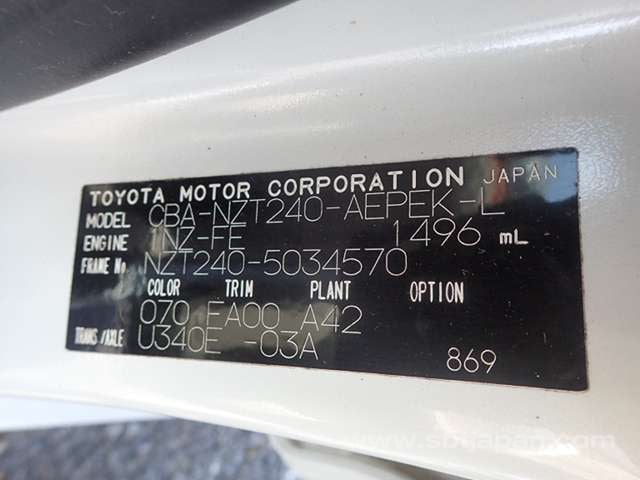 TOYOTA MOTOR CORPORATION JAPAN
MODEL CBA-NZT240-AEPEK-L
ENGINE 1NZ-FE 1496 mL
FRAME No. NZT240-5034570
COLOR TRIM PLANT OPTION
070 FA00 A42
TRANS/AXLE U340E -03A
869
www.sbtjapan.com